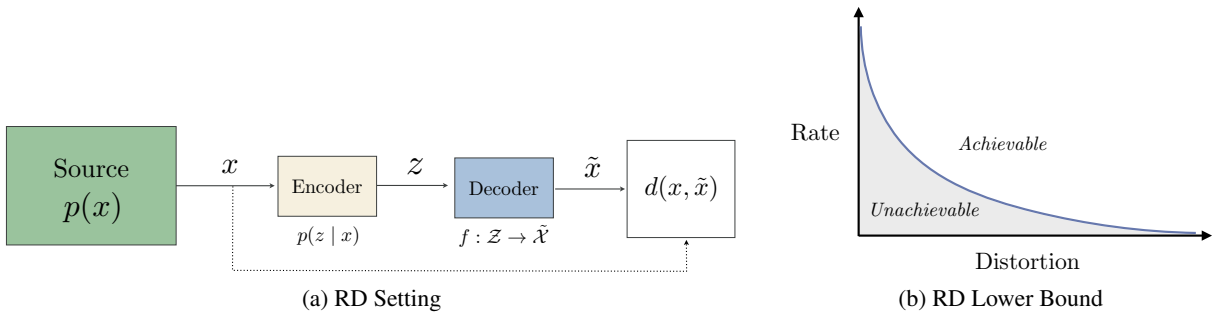 Source
p(x)
x
Encoder
p(z | x)
z
Decoder
f : 𝒵 → 𝒳̃
x̃
d(x, x̃)
(a) RD Setting
Rate
Achievable
Unachievable
Distortion
(b) RD Lower Bound